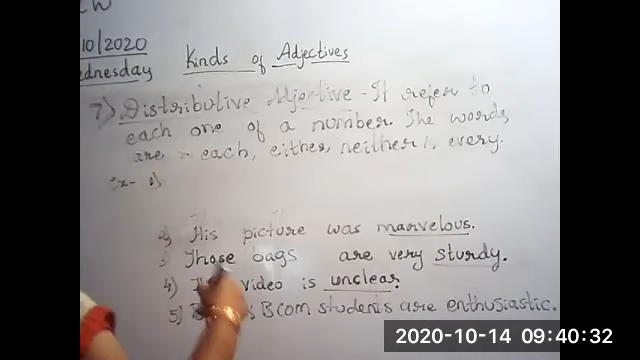 10/2020
Wednesday
Kinds of Adjectives
7) Distributive Adjective - It refer to
each one of a number. The words
are - each, either, neither, every.
Ex- 1)
2) His picture was marvelous.
3) Those bags are very sturdy.
4) video is unclear.
5) BCOM students are enthusiastic.
2020-10-14 09:40:32